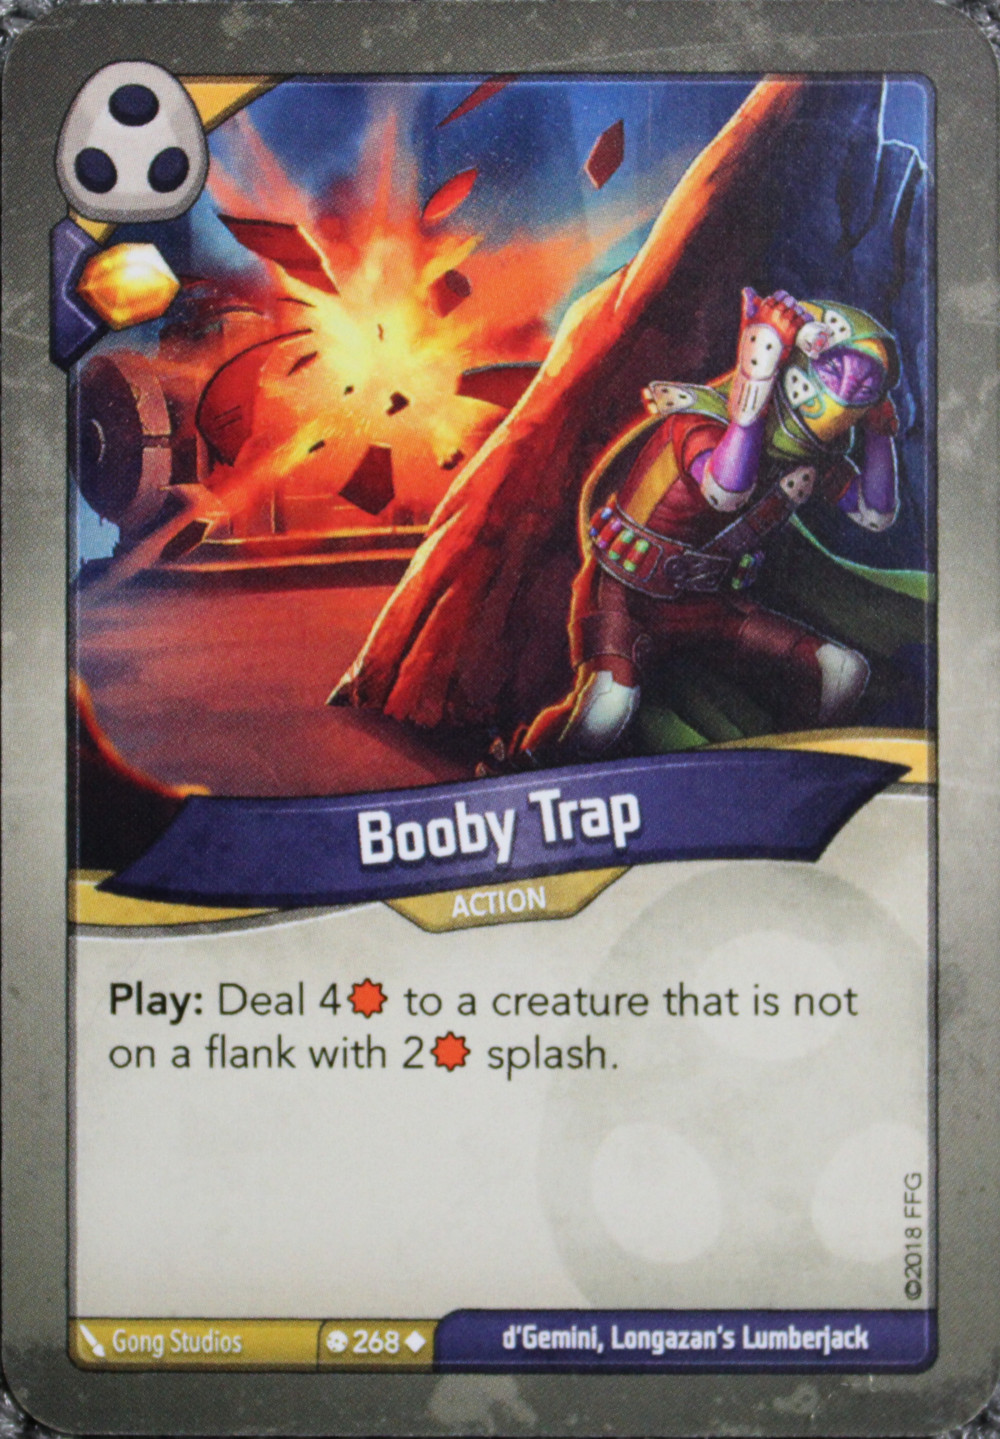 Booby Trap
ACTION
Play: Deal 4 to a creature that is not
on a flank with 2 splash.
©2018 FFG
Gong Studios
268
d'Gemini, Longazan's Lumberjack